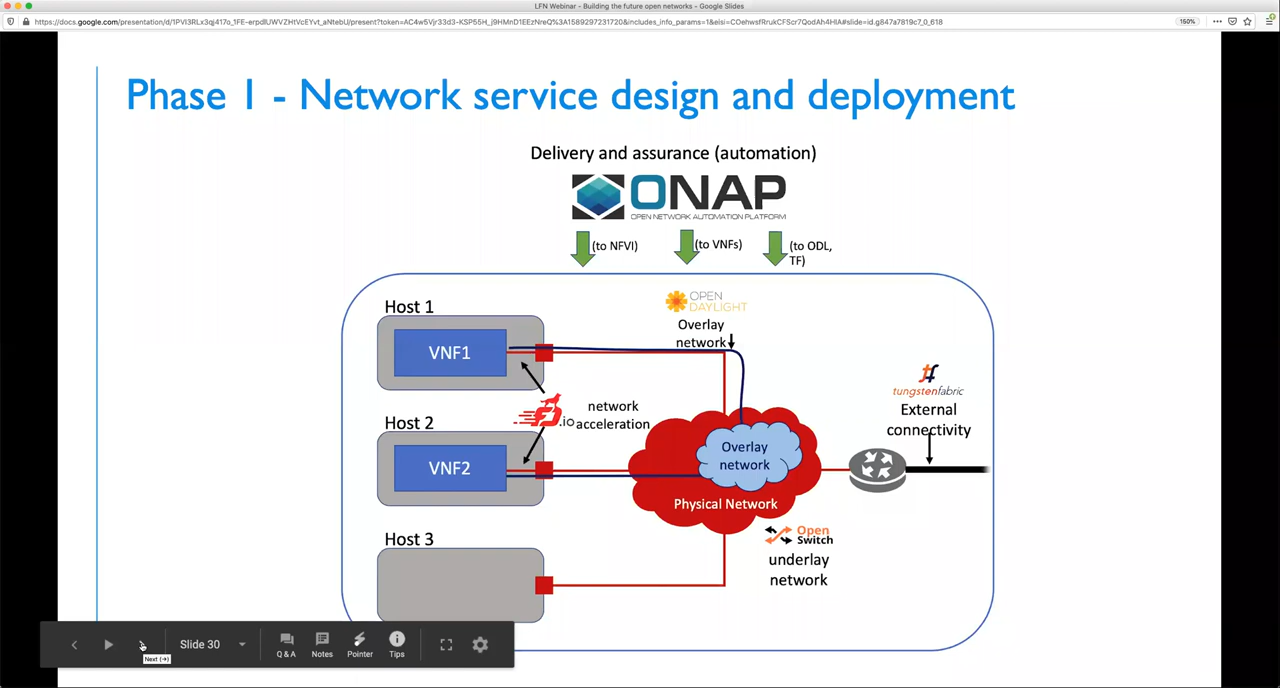 LFN Webinar - Building the future open networks - Google Slides
150%
Phase 1 - Network service design and deployment
Delivery and assurance (automation)
ONAP
OPEN NETWORK AUTOMATION PLATFORM
(to NFVI)
(to VNFs)
(to ODL,
TF)
OPEN
DAYLIGHT
Overlay
network
Host 1
VNF1
tungstenfabric
External
connectivity
.io
network
acceleration
Host 2
VNF2
Overlay
network
Physical Network
Open
Switch
underlay
network
Host 3
Slide 30
Q & A
Notes
Pointer
Tips
Next (→)